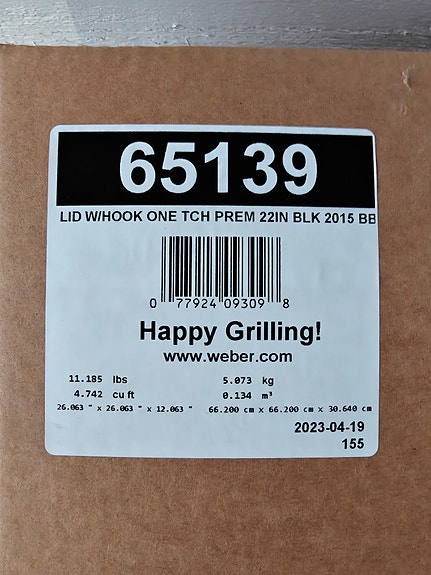 65139
LID W/HOOK ONE TCH PREM 22IN BLK 2015 BB
0 77924 09309 8
Happy Grilling!
www.weber.com
11.185 lbs 5.073 kg
4.742 cu ft 0.134 m³
26.063 " x 26.063 " x 12.063 " 66.200 cm x 66.200 cm x 30.640 cm
2023-04-19
155